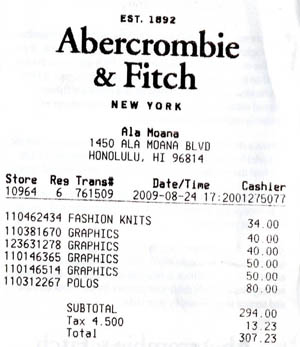 EST. 1892
Abercrombie
& Fitch
NEW YORK
Ala Moana
1450 ALA MOANA BLVD
HONOLULU, HI 96814
Store Reg Trans# Date/Time Cashier
10964 6 761509 2009-08-24 17:2001275077
110462434 FASHION KNITS 34.00
110381670 GRAPHICS 40.00
123631278 GRAPHICS 40.00
110146365 GRAPHICS 50.00
110146514 GRAPHICS 50.00
110312267 POLOS 80.00
SUBTOTAL 294.00
Tax 4.500 13.23
Total 307.23